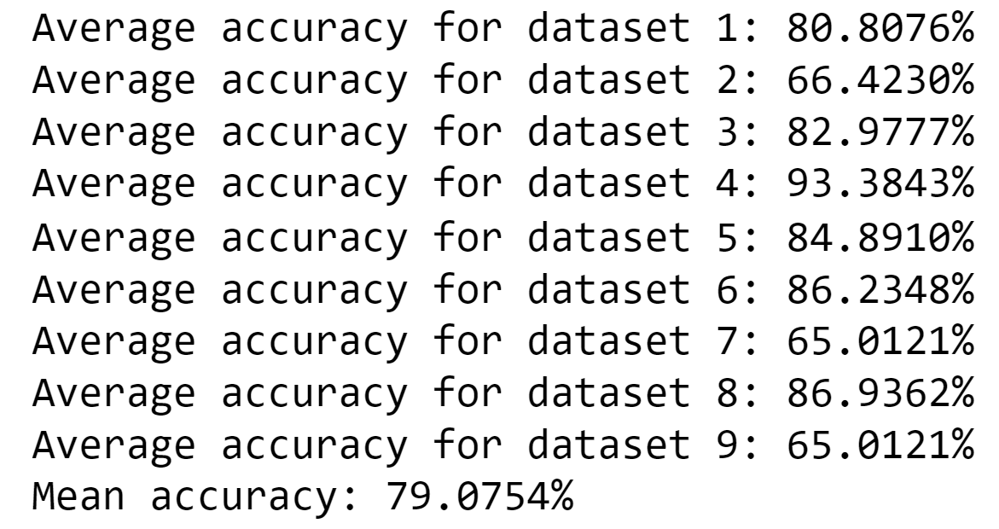 Average accuracy for dataset 1: 80.8076%
Average accuracy for dataset 2: 66.4230%
Average accuracy for dataset 3: 82.9777%
Average accuracy for dataset 4: 93.3843%
Average accuracy for dataset 5: 84.8910%
Average accuracy for dataset 6: 86.2348%
Average accuracy for dataset 7: 65.0121%
Average accuracy for dataset 8: 86.9362%
Average accuracy for dataset 9: 65.0121%
Mean accuracy: 79.0754%